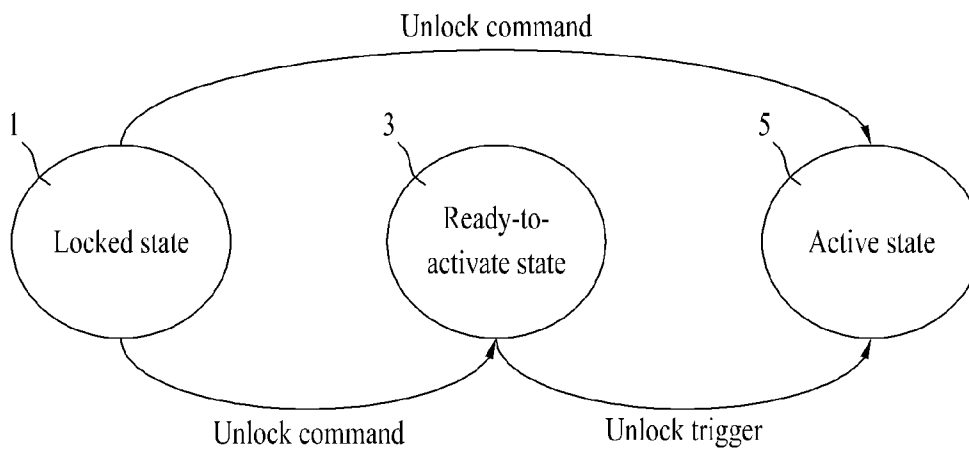 Unlock command
1
3
5
Locked state
Ready-to-
activate state
Active state
Unlock command
Unlock trigger